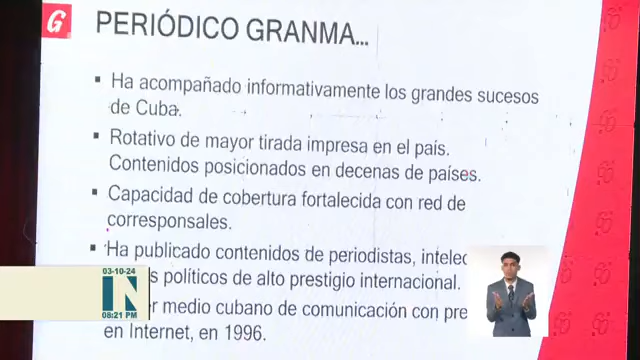 G
PERIÓDICO GRANMA...
▪ Ha acompañado informativamente los grandes sucesos
de Cuba.
▪ Rotativo de mayor tirada impresa en el país.
Contenidos posicionados en decenas de países.
▪ Capacidad de cobertura fortalecida con red de
corresponsales.
▪ Ha publicado contenidos de periodistas,
políticos de alto prestigio internacional.
medio cubano de comunicación con
en Internet, en 1996.
03-10-24
N
08:21 PM